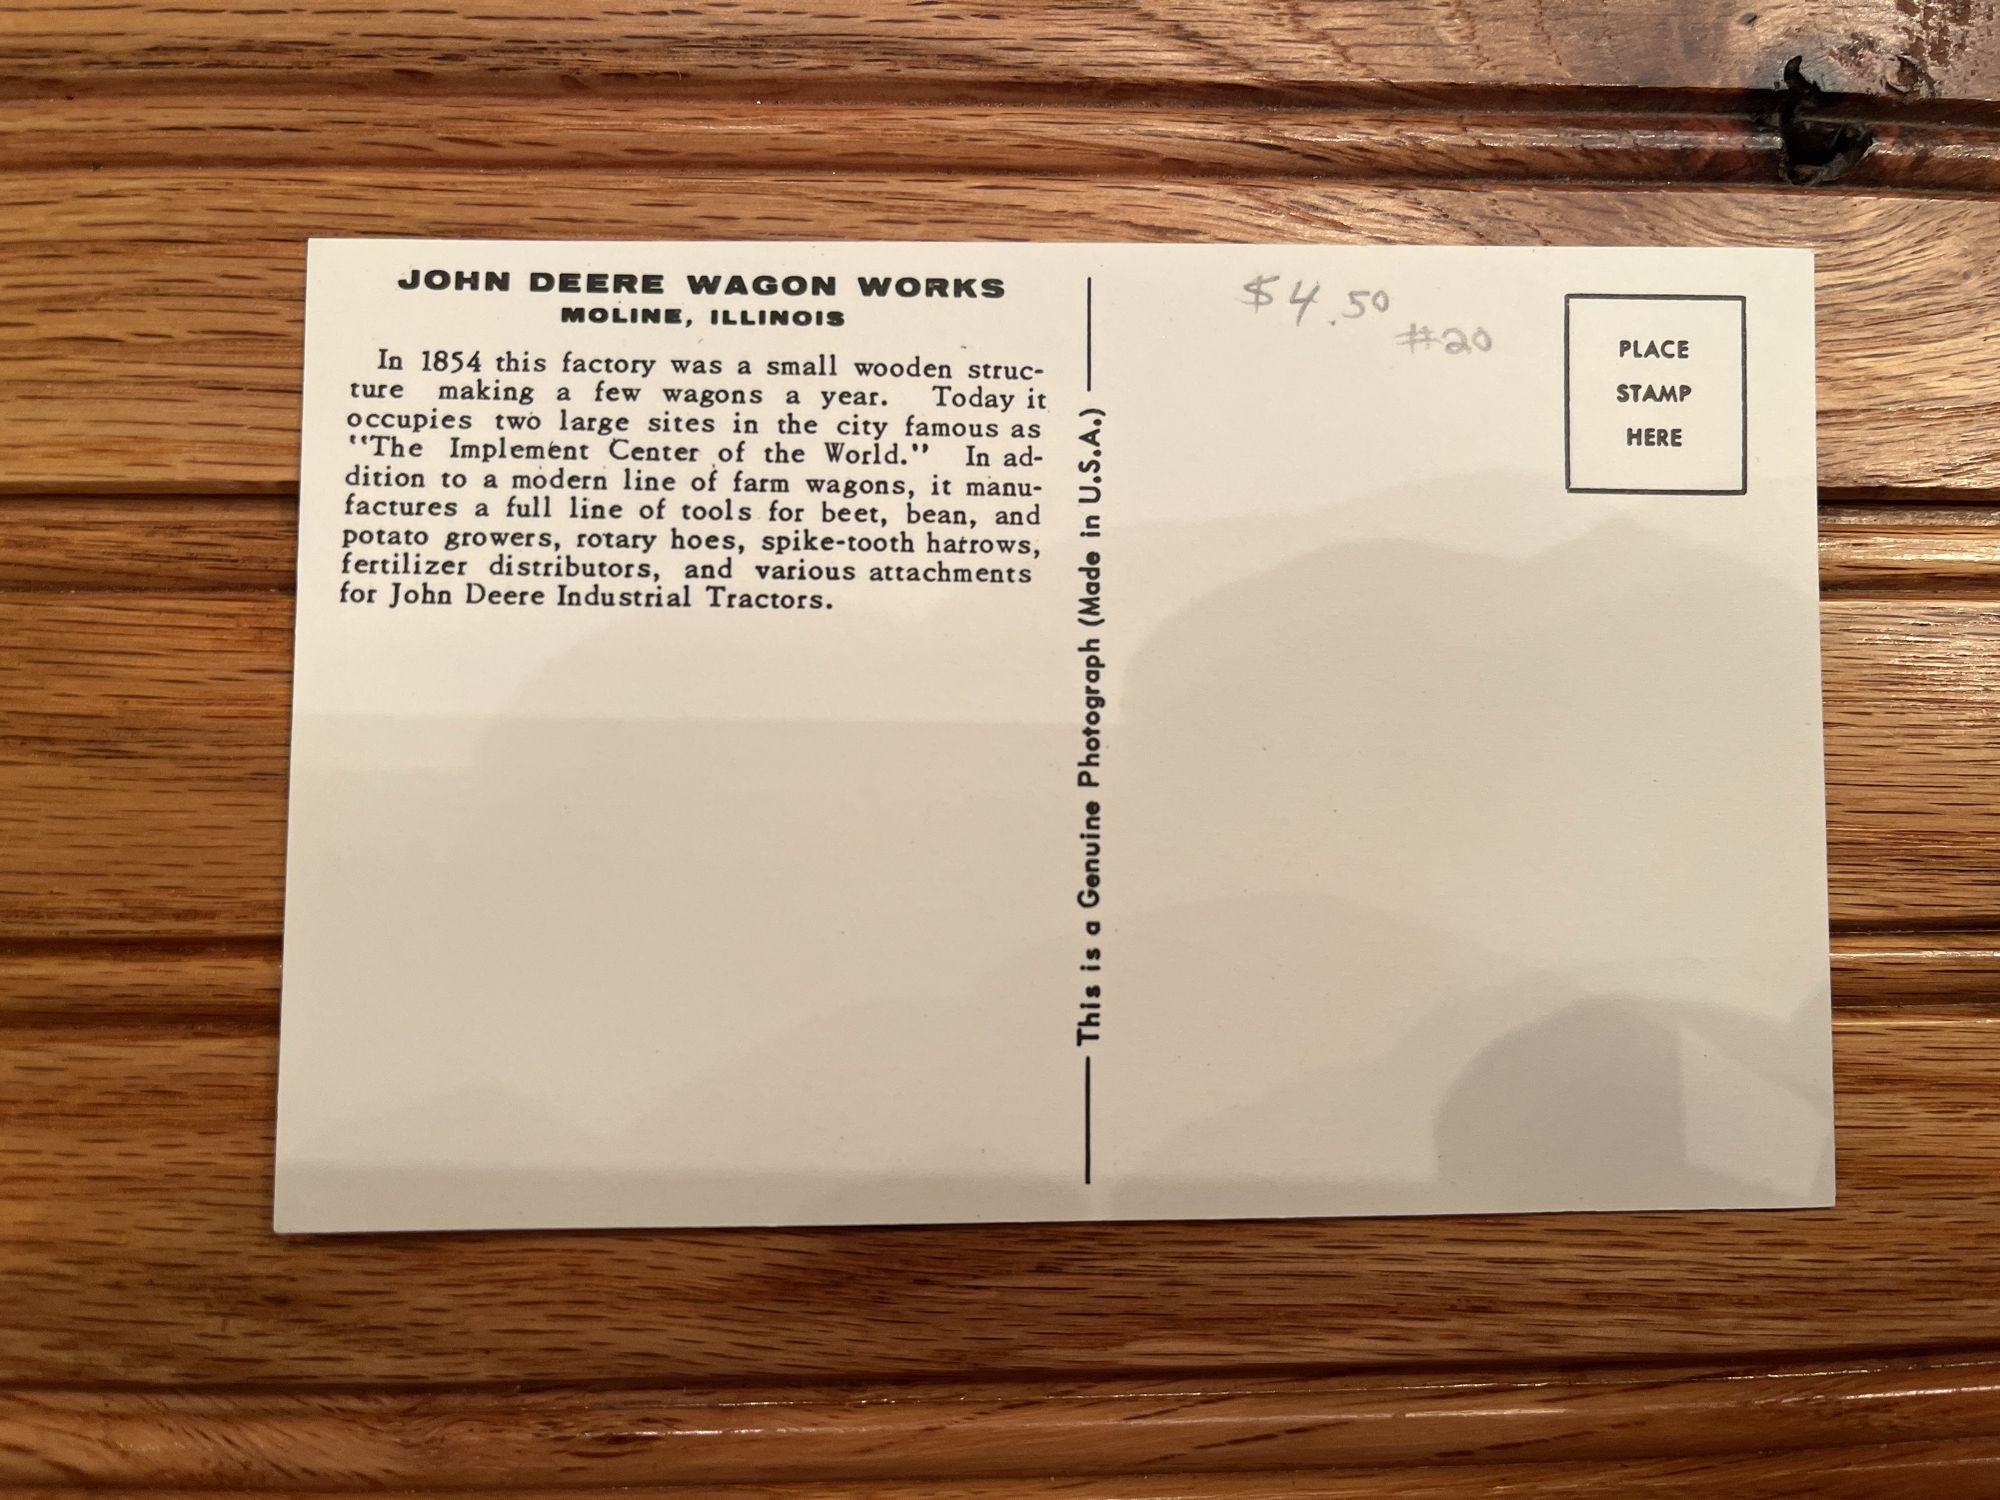 JOHN DEERE WAGON WORKS
MOLINE, ILLINOIS
In 1854 this factory was a small wooden struc-
ture making a few wagons a year. Today it
occupies two large sites in the city famous as
"The Implement Center of the World." In ad-
dition to a modern line of farm wagons, it manu-
factures a full line of tools for beet, bean, and
potato growers, rotary hoes, spike-tooth harrows,
fertilizer distributors, and various attachments
for John Deere Industrial Tractors.
This is a Genuine Photograph (Made in U.S.A.)
$4.50
#20
PLACE
STAMP
HERE